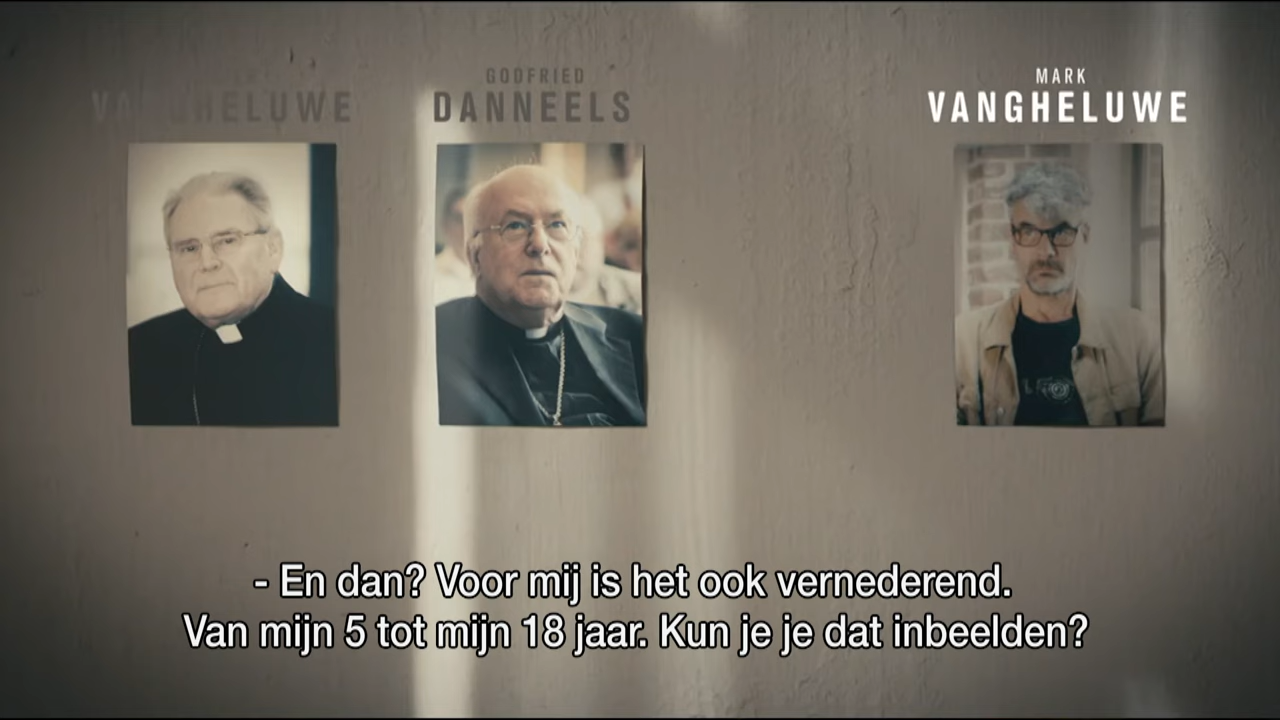 VANGHELUWE
GODFRIED
DANNEELS
MARK
VANGHELUWE
- En dan? Voor mij is het ook vernederend.
Van mijn 5 tot mijn 18 jaar. Kun je je dat inbeelden?